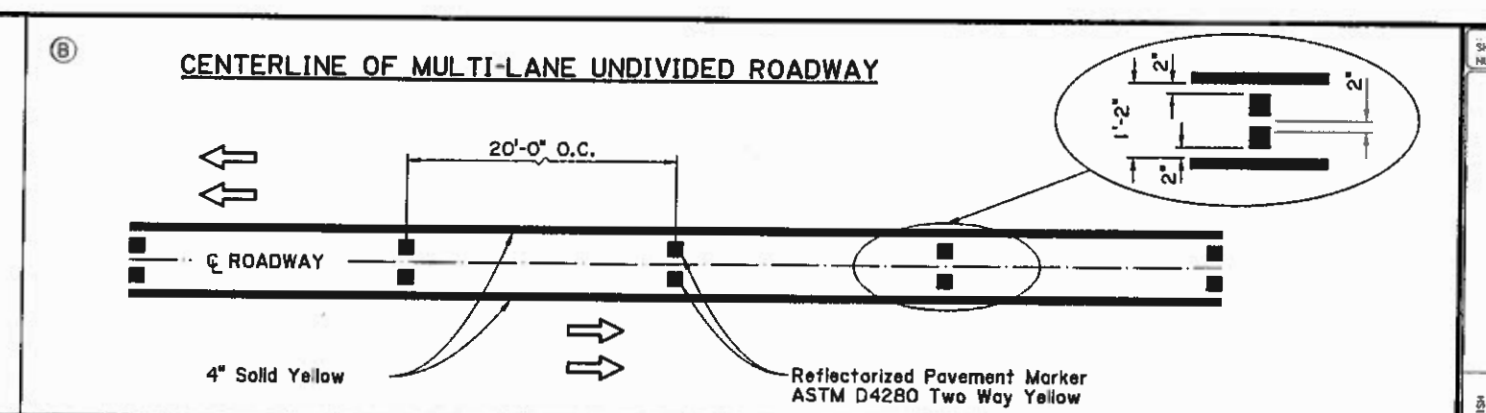 B
CENTERLINE OF MULTI-LANE UNDIVIDED ROADWAY
2"
2"
1'-2"
2"
20'-0" O.C.
℄ ROADWAY
4" Solid Yellow
Reflectorized Pavement Marker
ASTM D4280 Two Way Yellow